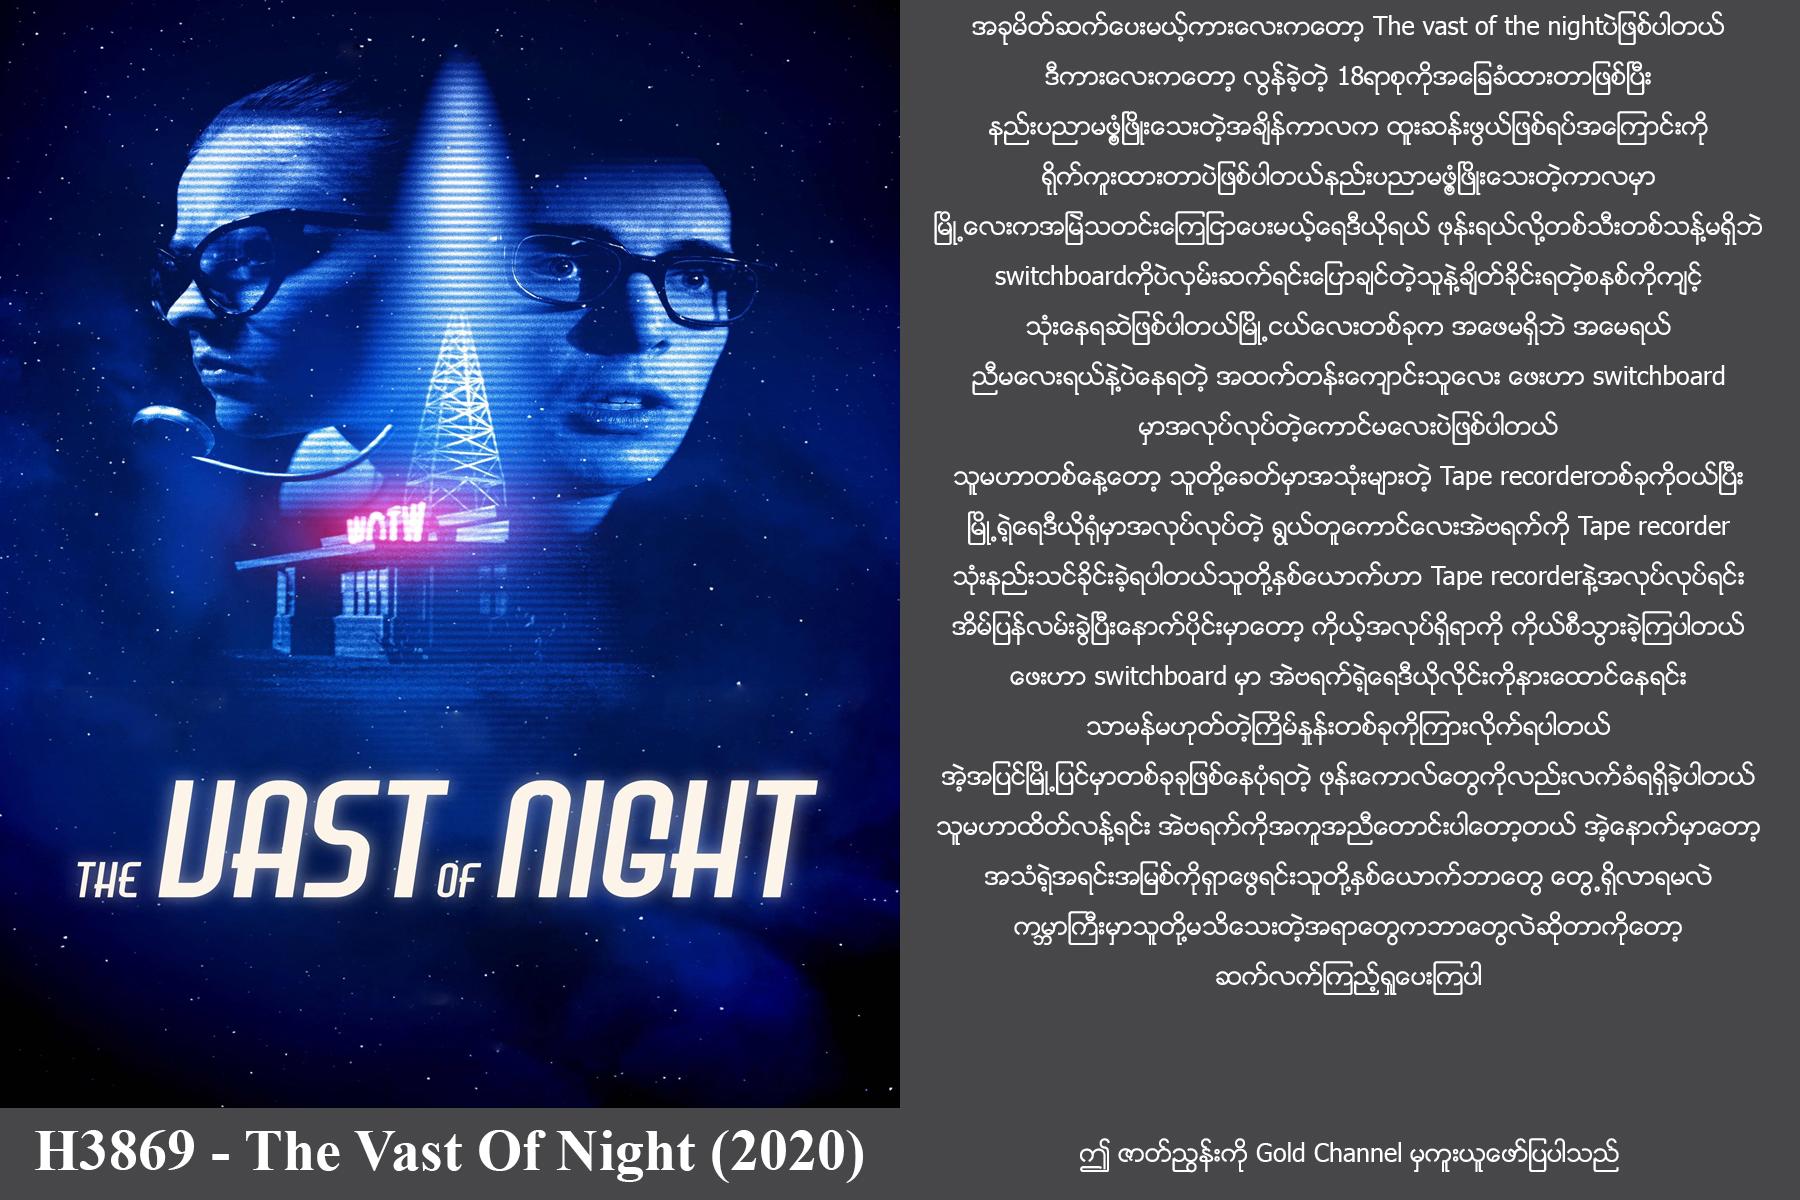 WOTW
THE VAST OF NIGHT
H3869 - The Vast Of Night (2020)
အခုမိတ်ဆက်ပေးမယ့်ကားလေးကတော့ The vast of the nightပဲဖြစ်ပါတယ်
ဒီကားလေးကတော့ လွန်ခဲ့တဲ့ 18ရာစုကိုအခြေခံထားတာဖြစ်ပြီး
နည်းပညာမဖွံ့ဖြိုးသေးတဲ့အချိန်ကာလက ထူးဆန်းဖွယ်ဖြစ်ရပ်အကြောင်းကို
ရိုက်ကူးထားတာပဲဖြစ်ပါတယ်နည်းပညာမဖွံ့ဖြိုးသေးတဲ့ကာလမှာ
မြို့လေးကအမြဲသတင်းကြေငြာပေးမယ့်ရေဒီယိုရယ် ဖုန်းရယ်လို့တစ်သီးတစ်သန့်မရှိဘဲ
switchboardကိုပဲလှမ်းဆက်ရင်းပြောချင်တဲ့သူနဲ့ချိတ်ခိုင်းရတဲ့စနစ်ကိုကျင့်
သုံးနေရဆဲဖြစ်ပါတယ်မြို့ငယ်လေးတစ်ခုက အဖေမရှိဘဲ အမေရယ်
ညီမလေးရယ်နဲ့ပဲနေရတဲ့ အထက်တန်းကျောင်းသူလေး ဖေးဟာ switchboard
မှာအလုပ်လုပ်တဲ့ကောင်မလေးပဲဖြစ်ပါတယ်
သူမဟာတစ်နေ့တော့ သူတို့ခေတ်မှာအသုံးများတဲ့ Tape recorderတစ်ခုကိုဝယ်ပြီး
မြို့ရဲ့ရေဒီယိုရုံမှာအလုပ်လုပ်တဲ့ ရွယ်တူကောင်လေးအဲဗရက်ကို Tape recorder
သုံးနည်းသင်ခိုင်းခဲ့ရပါတယ်သူတို့နှစ်ယောက်ဟာ Tape recorderနဲ့အလုပ်လုပ်ရင်း
အိမ်ပြန်လမ်းခွဲပြီးနောက်ပိုင်းမှာတော့ ကိုယ့်အလုပ်ရှိရာကို ကိုယ်စီသွားခဲ့ကြပါတယ်
ဖေးဟာ switchboard မှာ အဲဗရက်ရဲ့ရေဒီယိုလိုင်းကိုနားထောင်နေရင်း
သာမန်မဟုတ်တဲ့ကြိမ်နှုန်းတစ်ခုကိုကြားလိုက်ရပါတယ်
အဲ့အပြင်မြို့ပြင်မှာတစ်ခုခုဖြစ်နေပုံရတဲ့ ဖုန်းကောလ်တွေကိုလည်းလက်ခံရရှိခဲ့ပါတယ်
သူမဟာထိတ်လန့်ရင်း အဲဗရက်ကိုအကူအညီတောင်းပါတော့တယ် အဲ့နောက်မှာတော့
အသံရဲ့အရင်းအမြစ်ကိုရှာဖွေရင်းသူတို့နှစ်ယောက်ဘာတွေ တွေ့ရှိလာရမလဲ
ကမ္ဘာကြီးမှာသူတို့မသိသေးတဲ့အရာတွေကဘာတွေလဲဆိုတာကိုတော့
ဆက်လက်ကြည့်ရှုပေးကြပါ
ဤ ဇာတ်ညွှန်းကို Gold Channel မှကူးယူဖော်ပြပါသည်